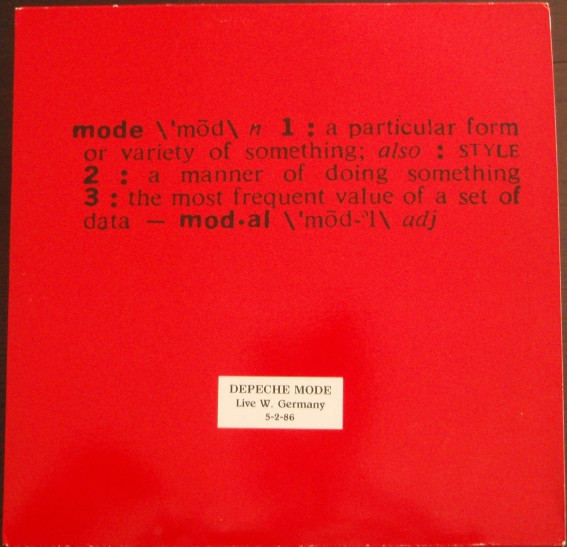 mode \'mōd\ n 1 : a particular form
or variety of something; also : STYLE
2 : a manner of doing something
3 : the most frequent value of a set of
data — mod•al \'mōd-ᵊl\ adj
DEPECHE MODE
Live W. Germany
5-2-86